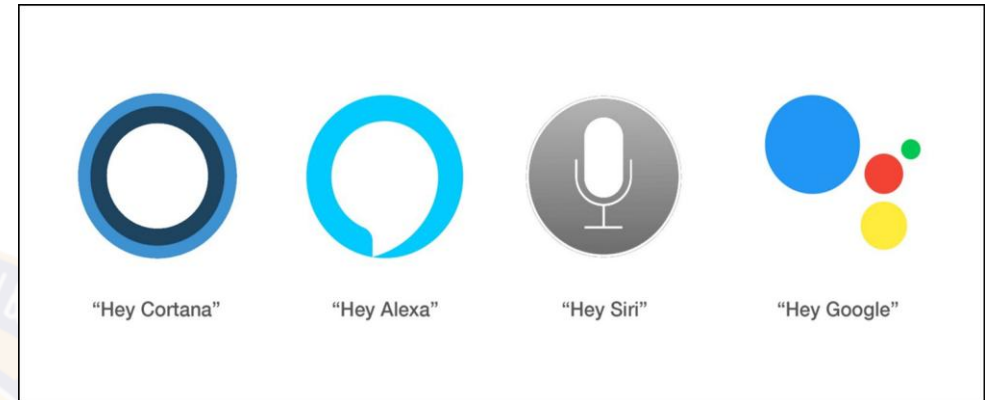 “Hey Cortana”
“Hey Alexa”
“Hey Siri”
“Hey Google”